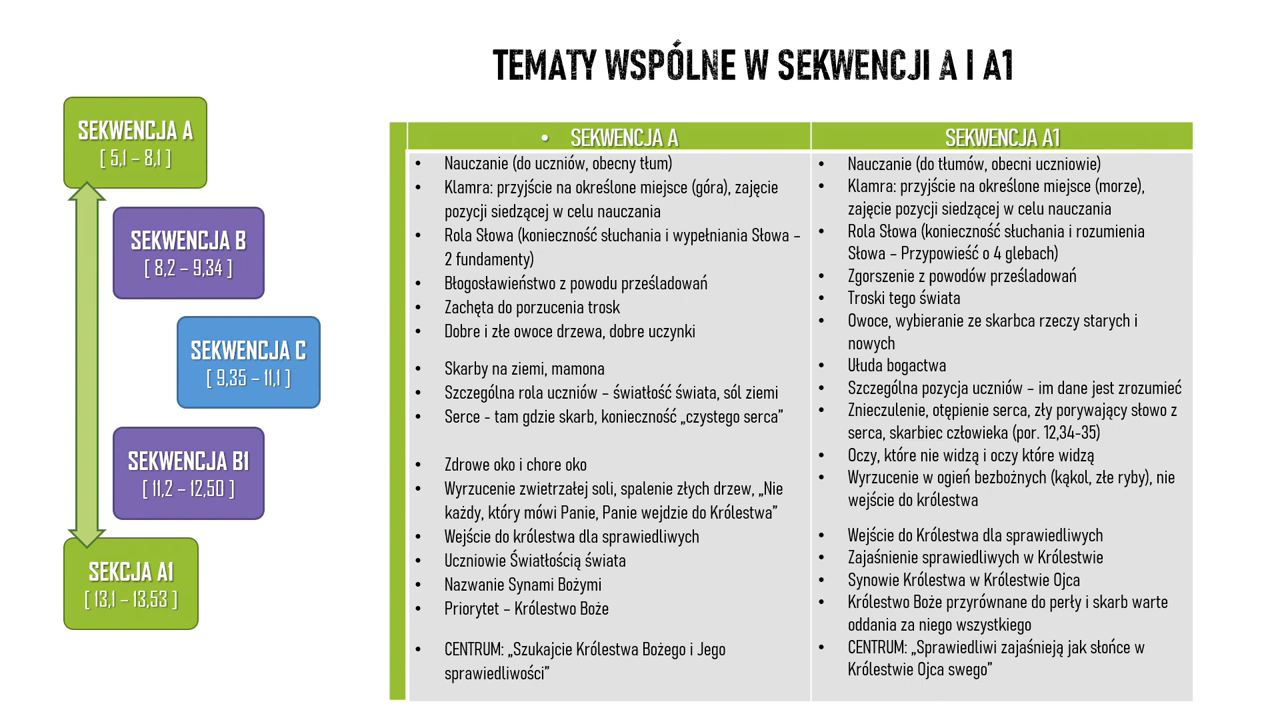 TEMATY WSPÓLNE W SEKWENCJI A I A1
SEKWENCJA A
[ 5,1 – 8,1 ]
SEKWENCJA B
[ 8,2 – 9,34 ]
SEKWENCJA C
[ 9,35 – 11,1 ]
SEKWENCJA B1
[ 11,2 – 12,50 ]
SEKCJA A1
[ 13,1 – 13,53 ]
• SEKWENCJA A
• Nauczanie (do uczniów, obecny tłum)
• Klamra: przyjście na określone miejsce (góra), zajęcie
pozycji siedzącej w celu nauczania
• Rola Słowa (konieczność słuchania i wypełniania Słowa –
2 fundamenty)
• Błogosławieństwo z powodu prześladowań
• Zachęta do porzucenia trosk
• Dobre i złe owoce drzewa, dobre uczynki
• Skarby na ziemi, mamona
• Szczególna rola uczniów – światłość świata, sól ziemi
• Serce - tam gdzie skarb, konieczność „czystego serca”
• Zdrowe oko i chore oko
• Wyrzucenie zwietrzałej soli, spalenie złych drzew, „Nie
każdy, który mówi Panie, Panie wejdzie do Królestwa”
• Wejście do królestwa dla sprawiedliwych
• Uczniowie Światłością świata
• Nazwanie Synami Bożymi
• Priorytet – Królestwo Boże
• CENTRUM: „Szukajcie Królestwa Bożego i Jego
sprawiedliwości”
SEKWENCJA A1
• Nauczanie (do tłumów, obecni uczniowie)
• Klamra: przyjście na określone miejsce (morze),
zajęcie pozycji siedzącej w celu nauczania
• Rola Słowa (konieczność słuchania i rozumienia
Słowa – Przypowieść o 4 glebach)
• Zgorszenie z powodów prześladowań
• Troski tego świata
• Owoce, wybieranie ze skarbca rzeczy starych i
nowych
• Ułuda bogactwa
• Szczególna pozycja uczniów – im dane jest zrozumieć
• Znieczulenie, otępienie serca, zły porywający słowo z
serca, skarbiec człowieka (por. 12,34-35)
• Oczy, które nie widzą i oczy które widzą
• Wyrzucenie w ogień bezbożnych (kąkol, złe ryby), nie
wejście do królestwa
• Wejście do Królestwa dla sprawiedliwych
• Zajaśnienie sprawiedliwych w Królestwie
• Synowie Królestwa w Królestwie Ojca
• Królestwo Boże przyrównane do perły i skarb warte
oddania za niego wszystkiego
• CENTRUM: „Sprawiedliwi zajaśnieją jak słońce w
Królestwie Ojca swego”